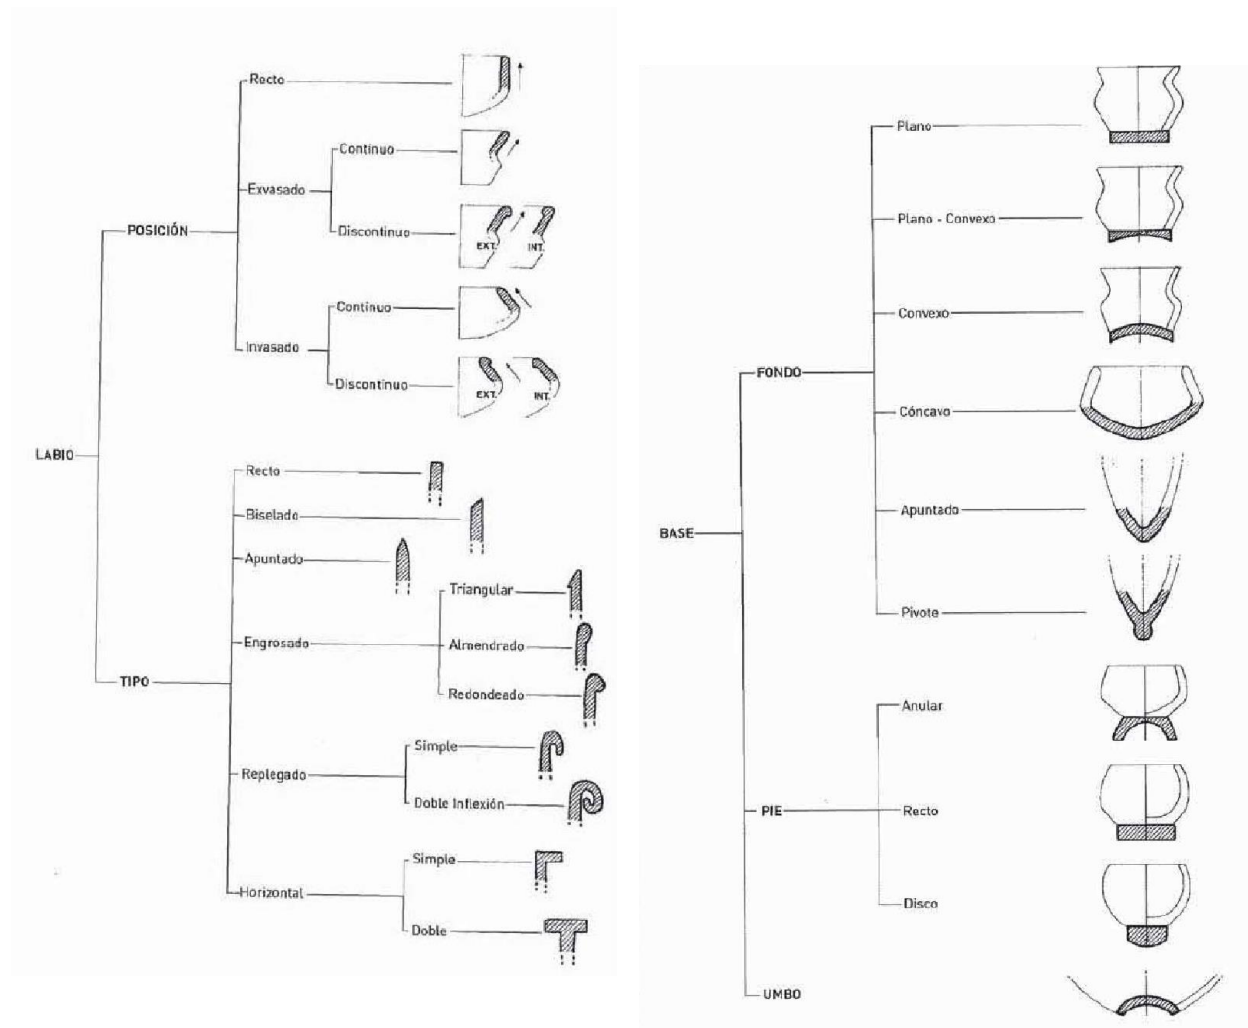 LABIO
POSICIÓN
Recto
Exvasado
Continuo
Discontinuo
EXT.
INT.
Invasado
Continuo
Discontinuo
EXT.
INT.
TIPO
Recto
Biselado
Apuntado
Engrosado
Triangular
Almendrado
Redondeado
Replegado
Simple
Doble Inflexión
Horizontal
Simple
Doble
BASE
FONDO
Plano
Plano - Convexo
Convexo
Cóncavo
Apuntado
Pivote
PIE
Anular
Recto
Disco
UMBO